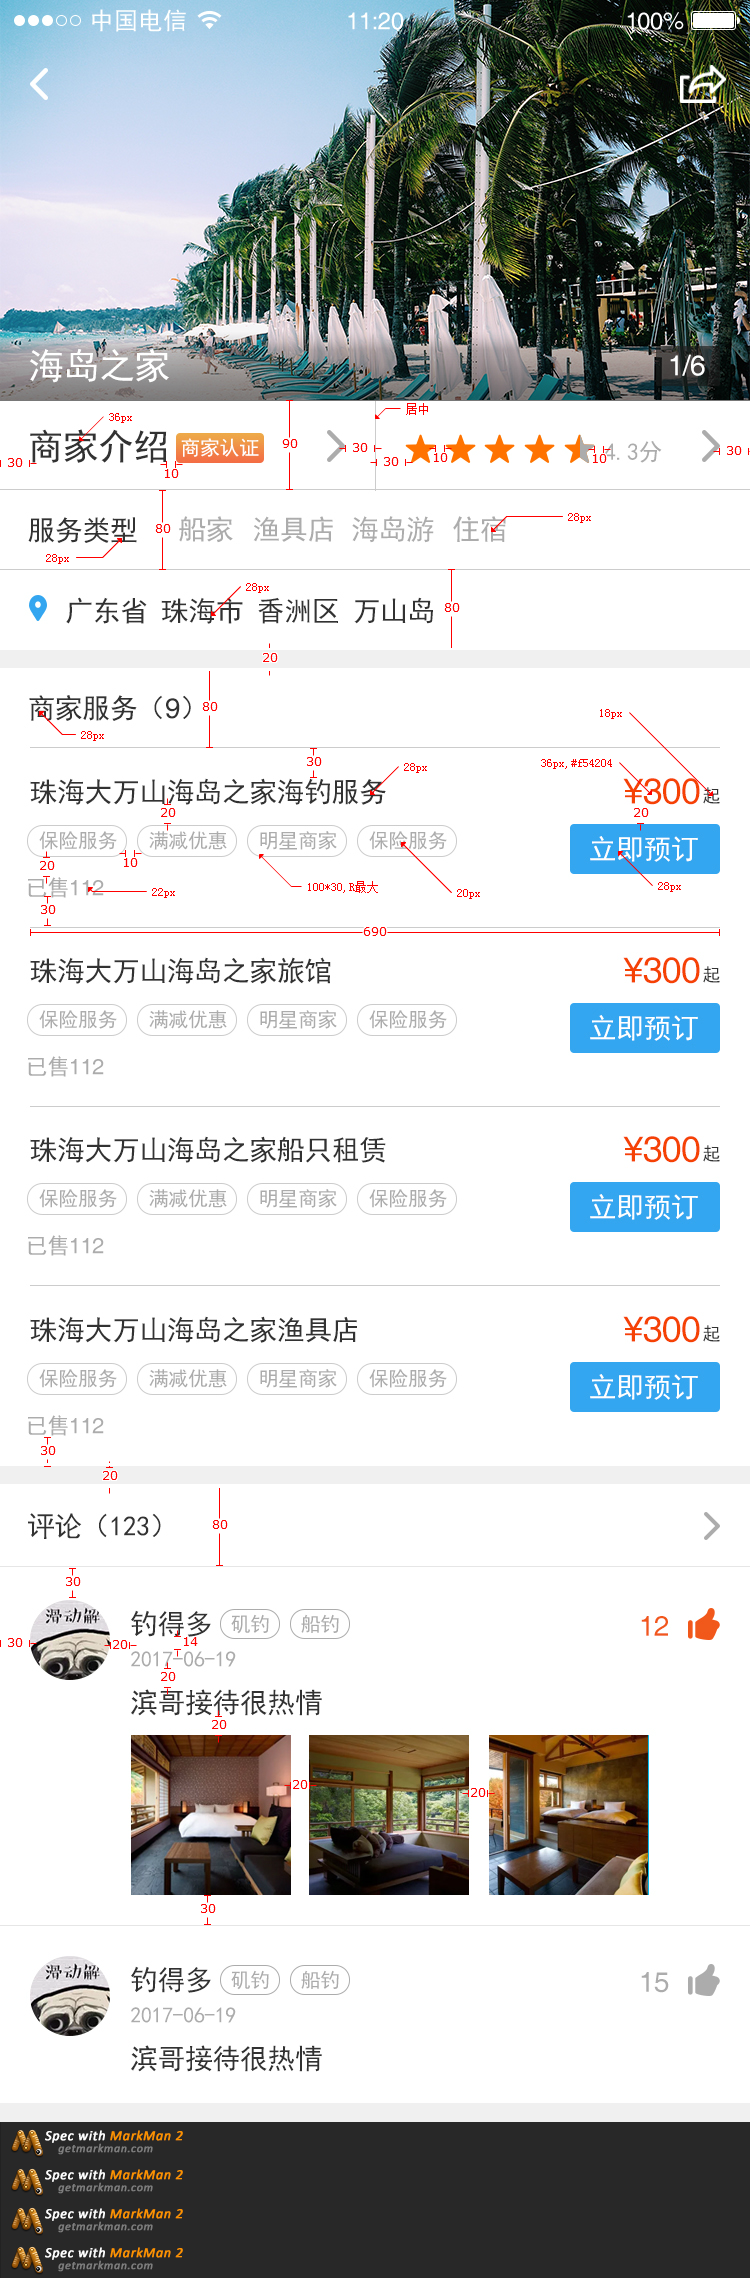 中国电信 11:20 100%
海岛之家 1/6
36px 居中
商家介绍 商家认证 4.3分
30 10 90 30 30 10 10 30
服务类型 船家 渔具店 海岛游 住宿
80 28px 28px
28px
广东省 珠海市 香洲区 万山岛
80
20
商家服务（9）
80 18px
28px
30 28px 36px,#f54204
珠海大万山海岛之家海钓服务 ¥300起
20 20
保险服务 满减优惠 明星商家 保险服务 立即预订
20 10
已售112
22px 100*30,R最大 20px 28px
30
690
珠海大万山海岛之家旅馆 ¥300起
保险服务 满减优惠 明星商家 保险服务 立即预订
已售112
珠海大万山海岛之家船只租赁 ¥300起
保险服务 满减优惠 明星商家 保险服务 立即预订
已售112
珠海大万山海岛之家渔具店 ¥300起
保险服务 满减优惠 明星商家 保险服务 立即预订
已售112
30
20
评论（123）
80
30
滑动解
钓得多 矶钓 船钓 12
30 20 14
2017-06-19
20
滨哥接待很热情
20
20 20
30
滑动解
钓得多 矶钓 船钓 15
2017-06-19
滨哥接待很热情
Spec with MarkMan 2
getmarkman.com
Spec with MarkMan 2
getmarkman.com
Spec with MarkMan 2
getmarkman.com
Spec with MarkMan 2
getmarkman.com